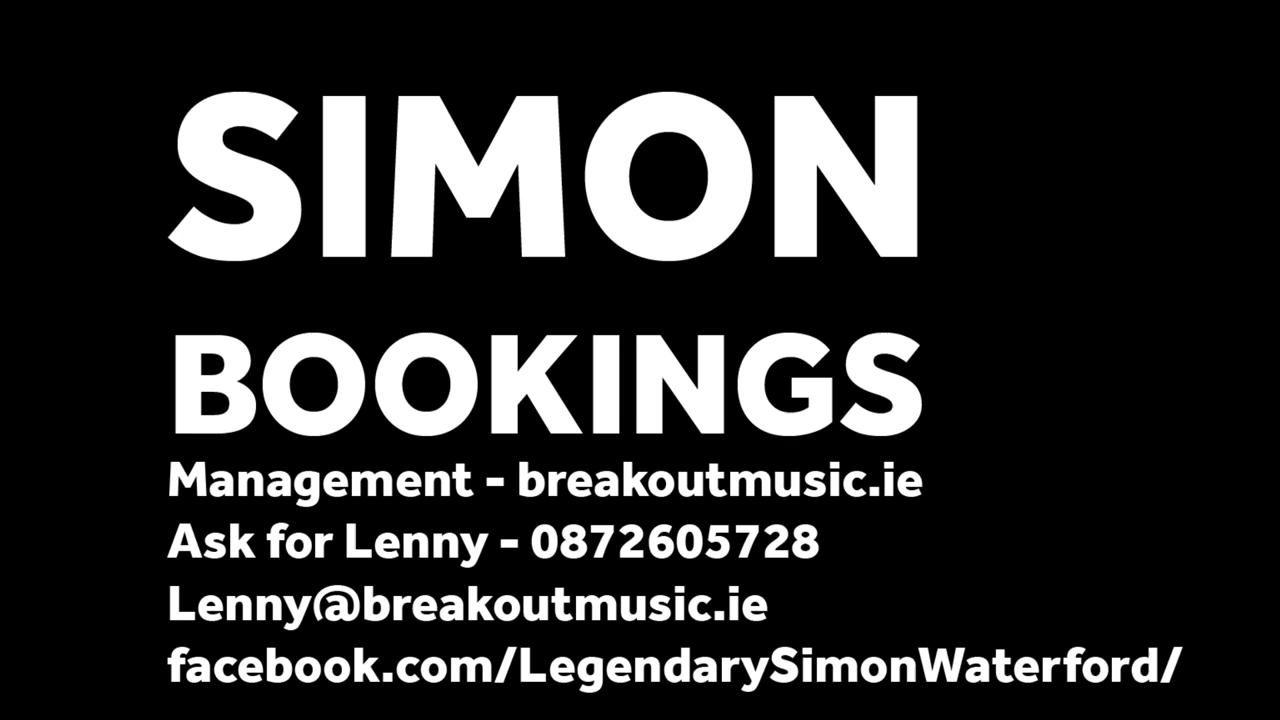 SIMON
BOOKINGS
Management - breakoutmusic.ie
Ask for Lenny - 0872605728
Lenny@breakoutmusic.ie
facebook.com/LegendarySimonWaterford/